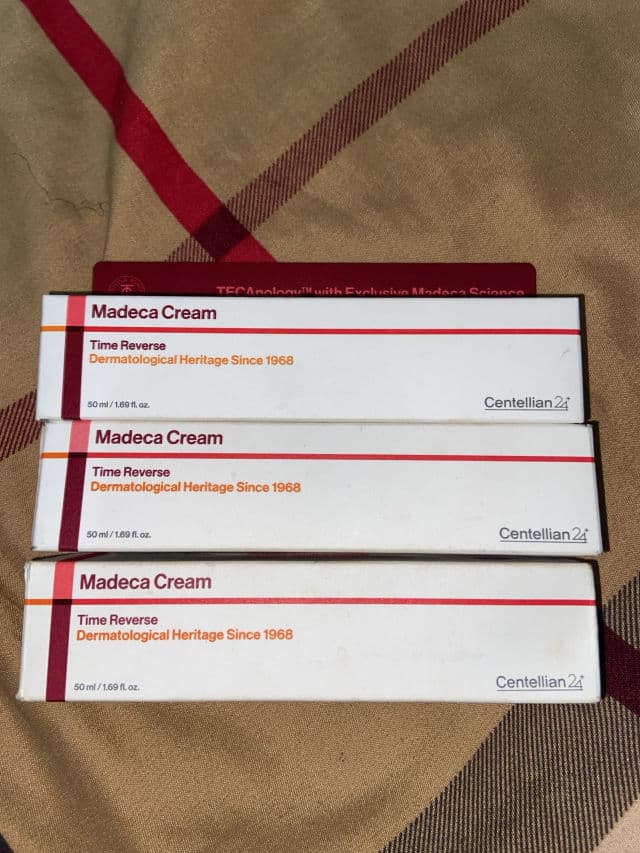 TECAnology™ with Exclusive Madeca Science
Madeca Cream
Time Reverse
Dermatological Heritage Since 1968
50 ml / 1.69 fl. oz.
Centellian24+
Madeca Cream
Time Reverse
Dermatological Heritage Since 1968
50 ml / 1.69 fl. oz.
Centellian24+
Madeca Cream
Time Reverse
Dermatological Heritage Since 1968
50 ml / 1.69 fl. oz.
Centellian24+